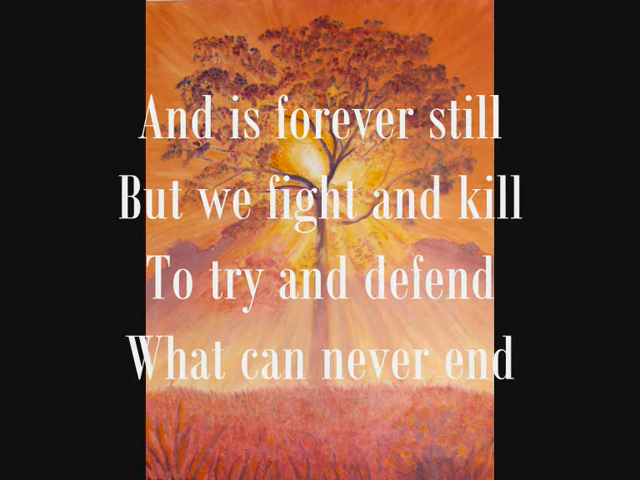 And is forever still
But we fight and kill
To try and defend
What can never end